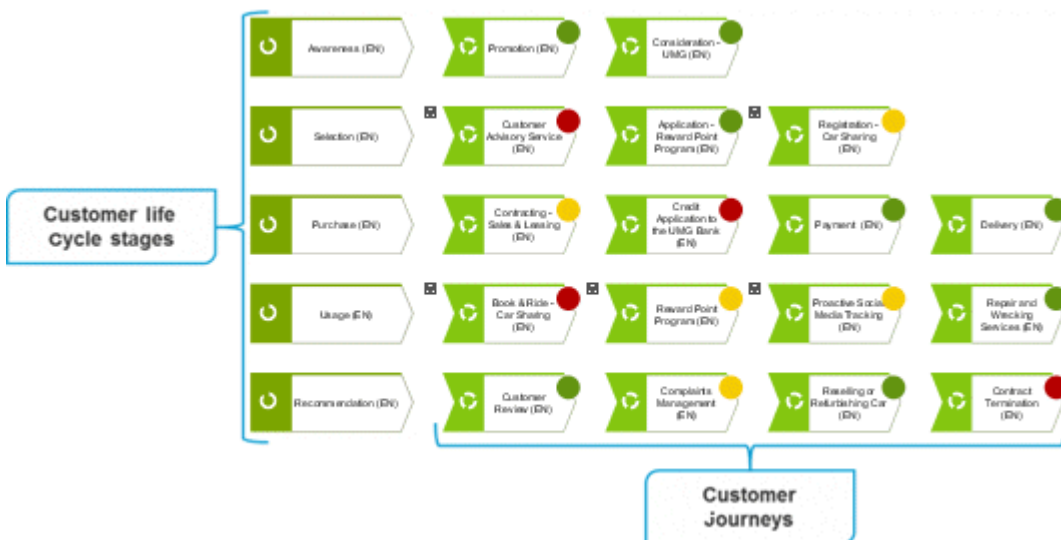 Awareness (EN)
Promotion (EN)
Consideration -
UMG (EN)
Selection (EN)
Customer
Advisory Service
(EN)
Application -
Reward Point
Program (EN)
Registration -
Car Sharing
(EN)
Customer life
Cycle stages
Purchase (EN)
Contracting -
Sales & Leasing
(EN)
Credit
Application to
the UMG Bank
(EN)
Payment (EN)
Delivery (EN)
Usage (EN)
Book & Ride -
Car Sharing
(EN)
Reward Point
Program (EN)
Proactive Social
Media Tracking
(EN)
Repair and
Wrecking
Services (EN)
Recommendation (EN)
Customer
Review (EN)
Complaints
Management
(EN)
Reselling or
Refurbishing Car
(EN)
Contract
Termination
(EN)
Customer
Journeys